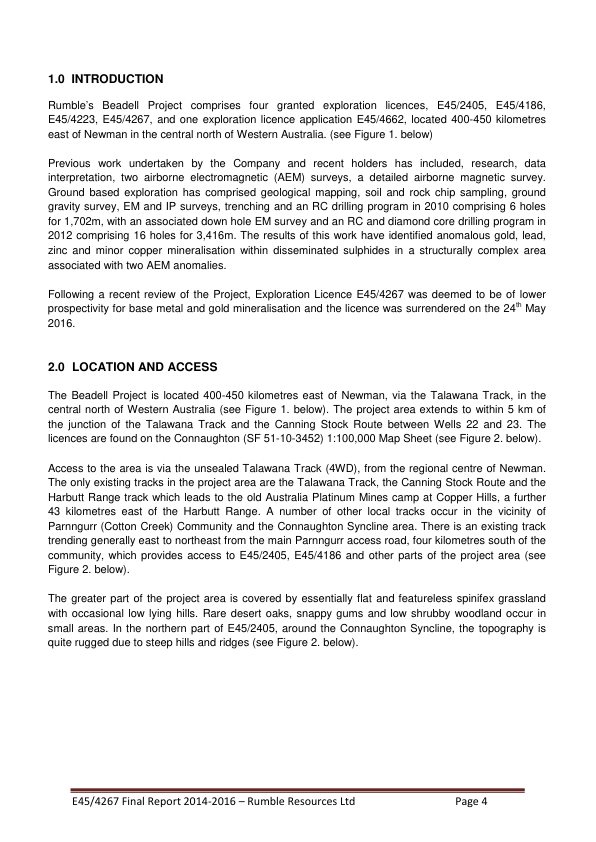 1.0 INTRODUCTION
Rumble's Beadell Project comprises four granted exploration licences, E45/2405, E45/4186,
E45/4223, E45/4267, and one exploration licence application E45/4662, located 400-450 kilometres
east of Newman in the central north of Western Australia. (see Figure 1. below)
Previous work undertaken by the Company and recent holders has included, research, data
interpretation, two airborne electromagnetic (AEM) surveys, a detailed airborne magnetic survey.
Ground based exploration has comprised geological mapping, soil and rock chip sampling, ground
gravity survey, EM and IP surveys, trenching and an RC drilling program in 2010 comprising 6 holes
for 1,702m, with an associated down hole EM survey and an RC and diamond core drilling program in
2012 comprising 16 holes for 3,416m. The results of this work have identified anomalous gold, lead,
zinc and minor copper mineralisation within disseminated sulphides in a structurally complex area
associated with two AEM anomalies.
Following a recent review of the Project, Exploration Licence E45/4267 was deemed to be of lower
prospectivity for base metal and gold mineralisation and the licence was surrendered on the 24th May
2016.
2.0 LOCATION AND ACCESS
The Beadell Project is located 400-450 kilometres east of Newman, via the Talawana Track, in the
central north of Western Australia (see Figure 1. below). The project area extends to within 5 km of
the junction of the Talawana Track and the Canning Stock Route between Wells 22 and 23. The
licences are found on the Connaughton (SF 51-10-3452) 1:100,000 Map Sheet (see Figure 2. below).
Access to the area is via the unsealed Talawana Track (4WD), from the regional centre of Newman.
The only existing tracks in the project area are the Talawana Track, the Canning Stock Route and the
Harbutt Range track which leads to the old Australia Platinum Mines camp at Copper Hills, a further
43 kilometres east of the Harbutt Range. A number of other local tracks occur in the vicinity of
Parnngurr (Cotton Creek) Community and the Connaughton Syncline area. There is an existing track
trending generally east to northeast from the main Parnngurr access road, four kilometres south of the
community, which provides access to E45/2405, E45/4186 and other parts of the project area (see
Figure 2. below).
The greater part of the project area is covered by essentially flat and featureless spinifex grassland
with occasional low lying hills. Rare desert oaks, snappy gums and low shrubby woodland occur in
small areas. In the northern part of E45/2405, around the Connaughton Syncline, the topography is
quite rugged due to steep hills and ridges (see Figure 2. below).
E45/4267 Final Report 2014-2016 – Rumble Resources Ltd Page 4